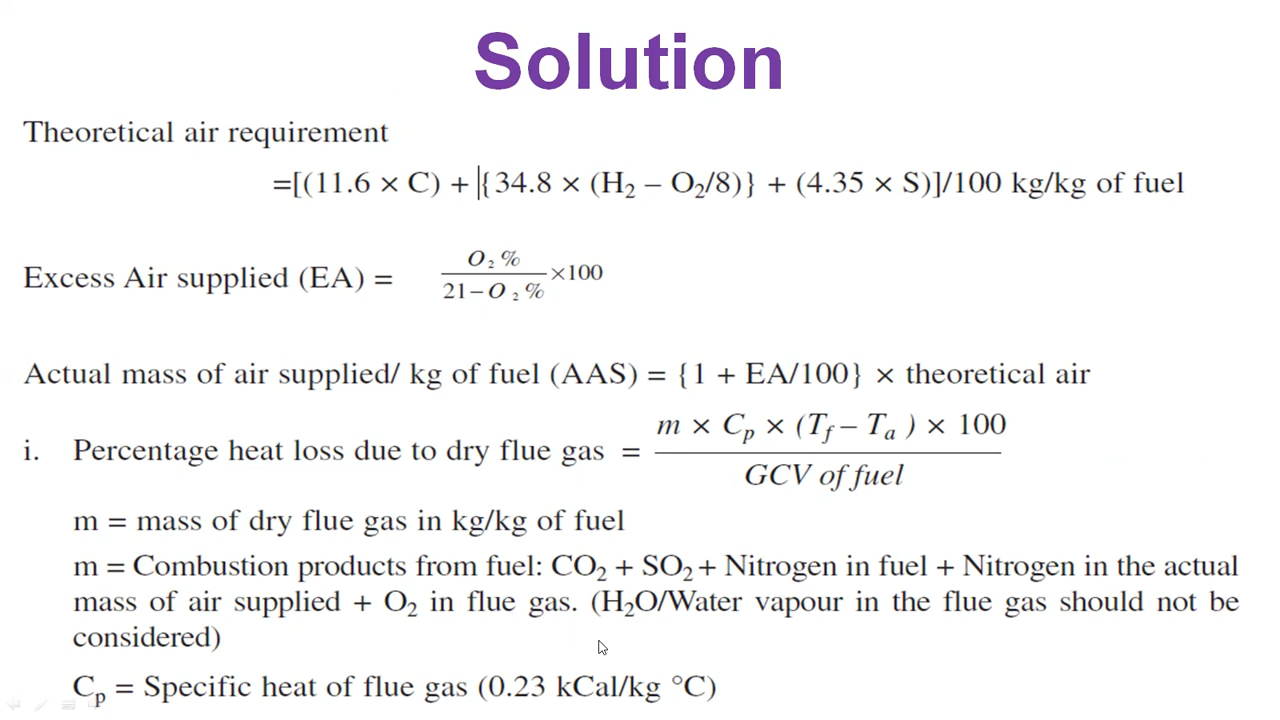 Solution
Theoretical air requirement
=[(11.6 × C) + {34.8 × (H₂ – O₂/8)} + (4.35 × S)]/100 kg/kg of fuel
O₂ %
Excess Air supplied (EA) = ――― ×100
21 – O₂ %
Actual mass of air supplied/ kg of fuel (AAS) = {1 + EA/100} × theoretical air
m × Cₚ × (T_f – Tₐ ) × 100
i. Percentage heat loss due to dry flue gas = ―――
GCV of fuel
m = mass of dry flue gas in kg/kg of fuel
m = Combustion products from fuel: CO₂ + SO₂ + Nitrogen in fuel + Nitrogen in the actual
mass of air supplied + O₂ in flue gas. (H₂O/Water vapour in the flue gas should not be
considered)
Cₚ = Specific heat of flue gas (0.23 kCal/kg °C)